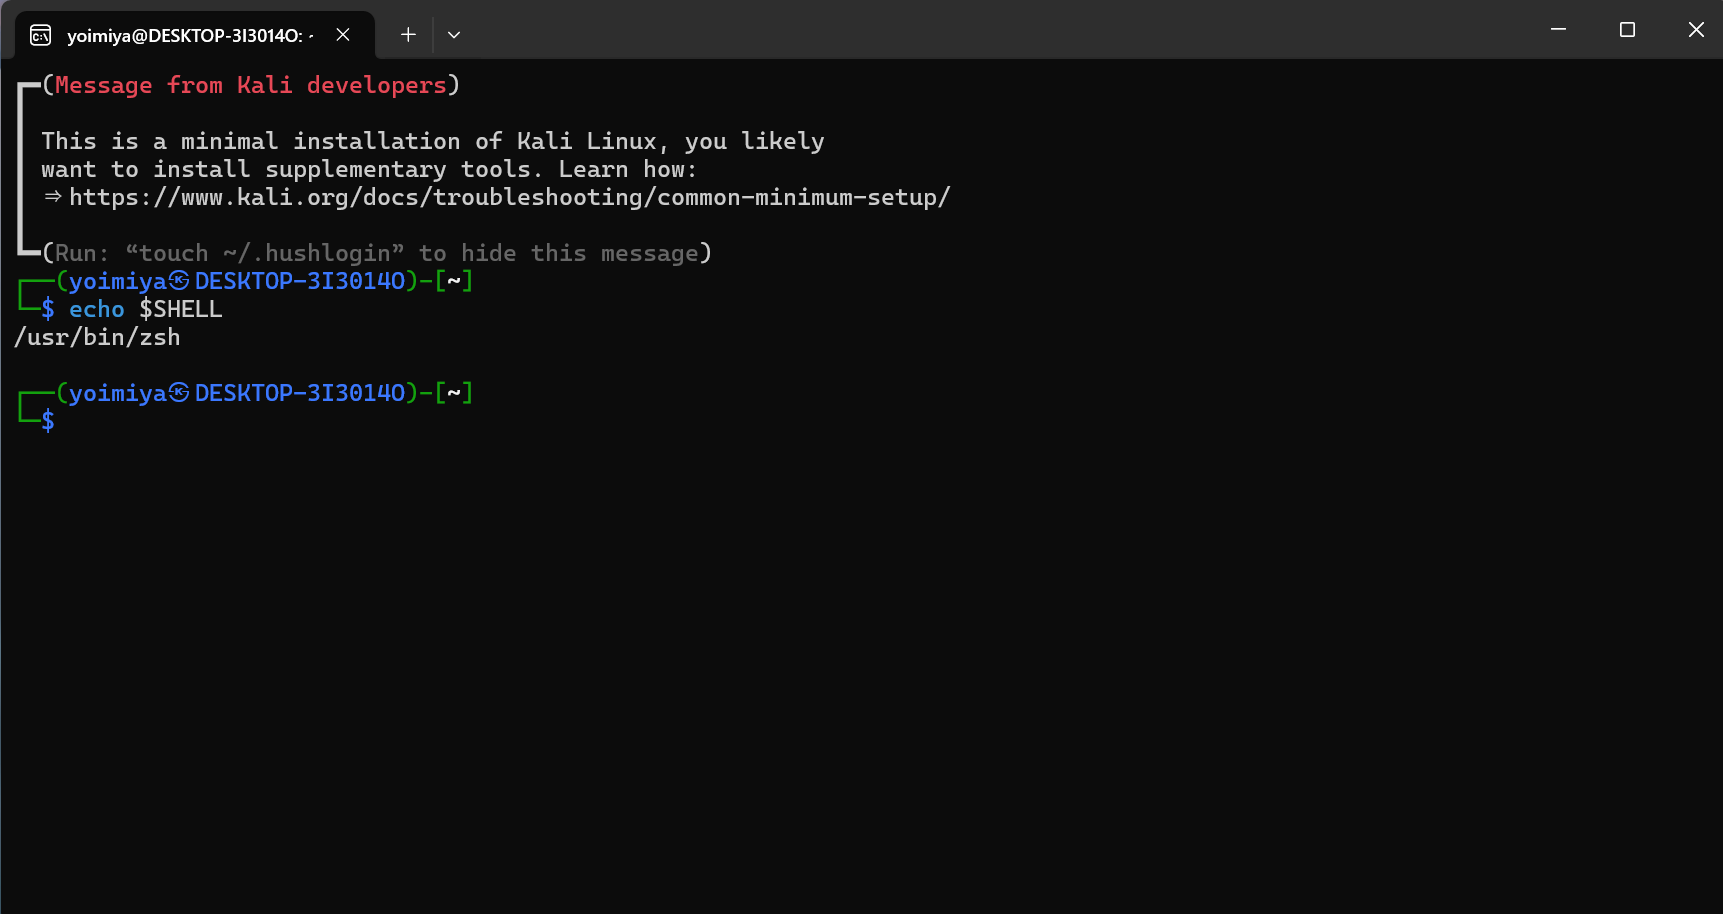 yoimiya@DESKTOP-3I3014O: ~
(Message from Kali developers)
This is a minimal installation of Kali Linux, you likely
want to install supplementary tools. Learn how:
⇒ https://www.kali.org/docs/troubleshooting/common-minimum-setup/
(Run: “touch ~/.hushlogin” to hide this message)
┌──(yoimiya㉿DESKTOP-3I3014O)-[~]
└─$ echo $SHELL
/usr/bin/zsh
┌──(yoimiya㉿DESKTOP-3I3014O)-[~]
└─$